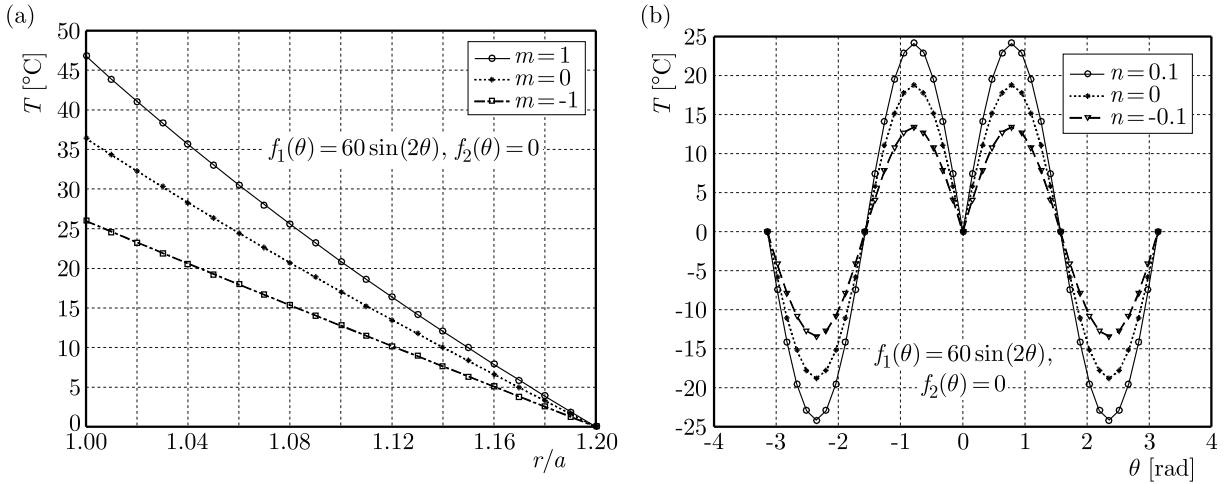 (a)
T [°C]
50
45
40
35
30
25
20
15
10
5
0
m = 1
m = 0
m = -1
f₁(θ) = 60 sin(2θ), f₂(θ) = 0
1.00 1.04 1.08 1.12 1.16 1.20
r/a
(b)
T [°C]
25
20
15
10
5
0
-5
-10
-15
-20
-25
n = 0.1
n = 0
n = -0.1
f₁(θ) = 60 sin(2θ),
f₂(θ) = 0
-4 -3 -2 -1 0 1 2 3 4
θ [rad]